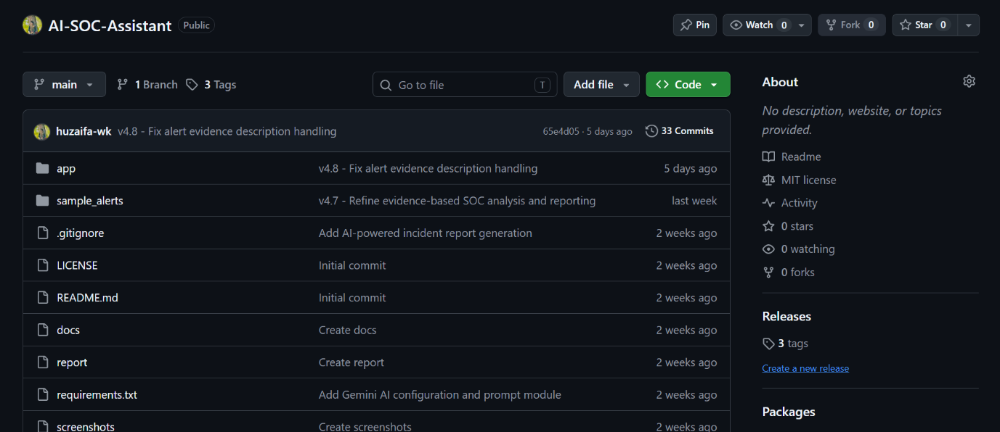 AI-SOC-Assistant Public Pin Watch 0 Fork 0 Star 0
main 1 Branch 3 Tags Go to file T Add file Code
huzaifa-wk v4.8 - Fix alert evidence description handling 65e4d05 · 5 days ago 33 Commits
app v4.8 - Fix alert evidence description handling 5 days ago
sample_alerts v4.7 - Refine evidence-based SOC analysis and reporting last week
.gitignore Add AI-powered incident report generation 2 weeks ago
LICENSE Initial commit 2 weeks ago
README.md Initial commit 2 weeks ago
docs Create docs 2 weeks ago
report Create report 2 weeks ago
requirements.txt Add Gemini AI configuration and prompt module 2 weeks ago
screenshots Create screenshots 2 weeks ago
About
No description, website, or topics
provided.
Readme
MIT license
Activity
0 stars
0 watching
0 forks
Releases
3 tags
Create a new release
Packages